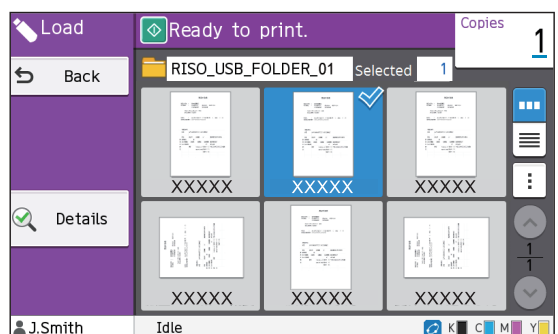 Load
Ready to print.
Copies
1
Back
RISO_USB_FOLDER_01
Selected
1
XXXXX
XXXXX
XXXXX
Details
1
1
XXXXX
XXXXX
XXXXX
J.Smith
Idle
K
C
M
Y